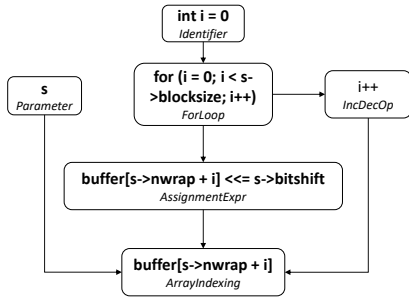 int i = 0
Identifier
s
Parameter
for (i = 0; i < s-
>blocksize; i++)
ForLoop
i++
IncDecOp
buffer[s->nwrap + i] <<= s->bitshift
AssignmentExpr
buffer[s->nwrap + i]
ArrayIndexing